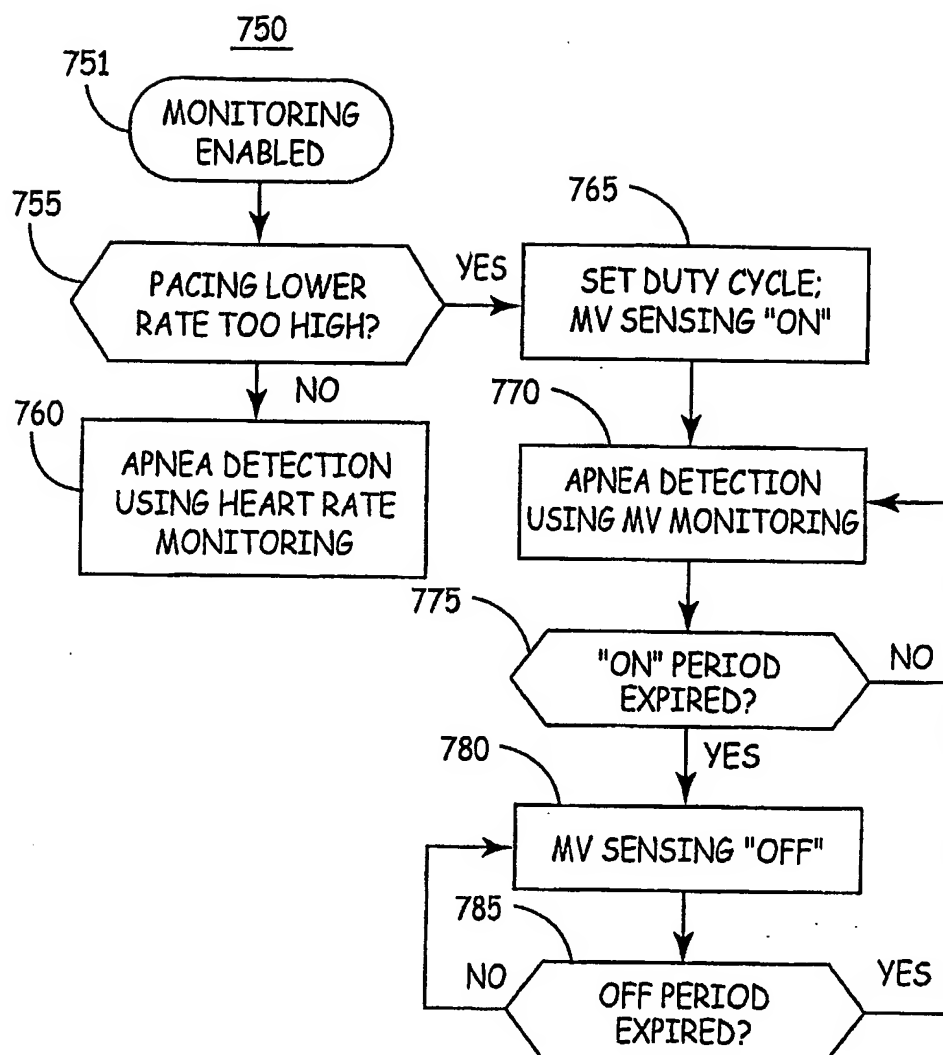 750
751
MONITORING
ENABLED
755
PACING LOWER
RATE TOO HIGH?
YES
NO
760
APNEA DETECTION
USING HEART RATE
MONITORING
765
SET DUTY CYCLE;
MV SENSING "ON"
770
APNEA DETECTION
USING MV MONITORING
775
"ON" PERIOD
EXPIRED?
NO
YES
780
MV SENSING "OFF"
785
OFF PERIOD
EXPIRED?
NO
YES